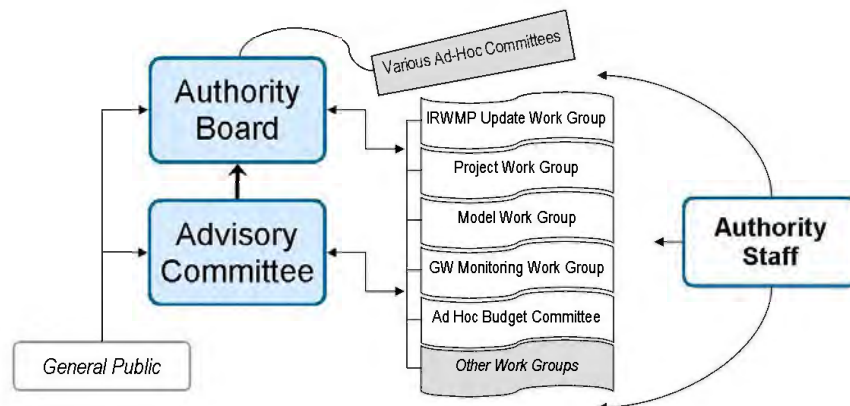 Various Ad-Hoc Committees
Authority
Board
IRWMP Update Work Group
Project Work Group
Model Work Group
Advisory
Committee
GW Monitoring Work Group
Authority
Staff
Ad Hoc Budget Committee
General Public
Other Work Groups